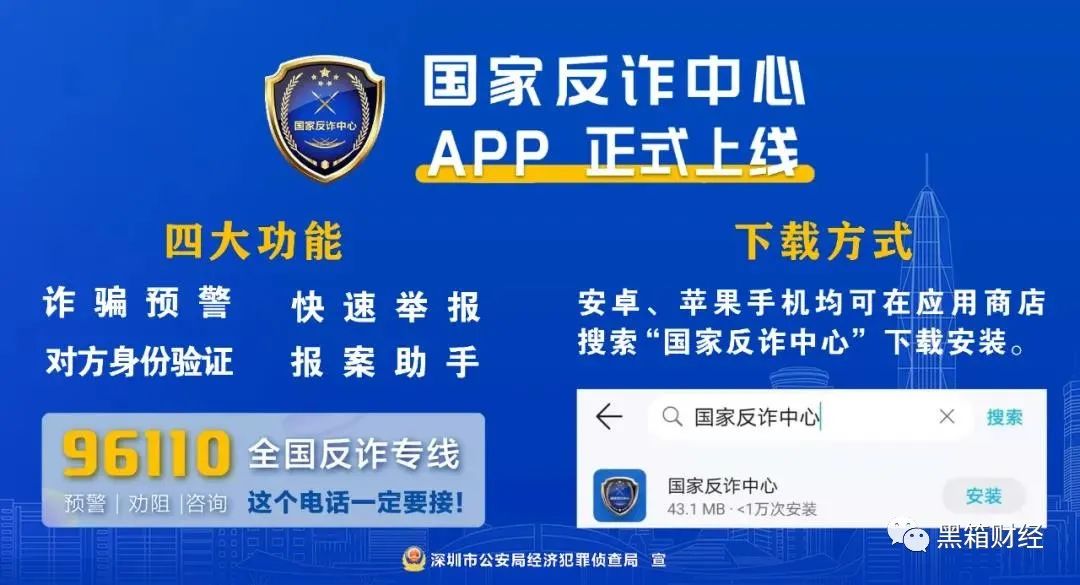 国家反诈中心
国家反诈中心
APP 正式上线
四大功能
诈骗预警 快速举报
对方身份验证 报案助手
96110 全国反诈专线
预警|劝阻|咨询 这个电话一定要接!
下载方式
安卓、苹果手机均可在应用商店
搜索“国家反诈中心”下载安装。
国家反诈中心 × 搜索
国家反诈中心
43.1 MB · <1万次安装
安装
深圳市公安局经济犯罪侦查局 宣
黑箱财经